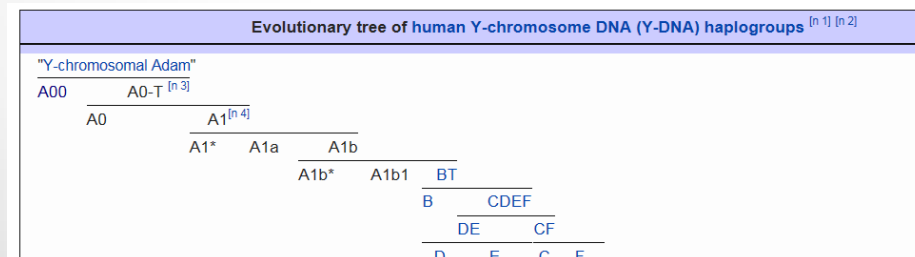 Evolutionary tree of human Y-chromosome DNA (Y-DNA) haplogroups [n 1] [n 2]
"Y-chromosomal Adam"
A00 A0-T [n 3]
A0 A1[n 4]
A1* A1a A1b
A1b* A1b1 BT
B CDEF
DE CF
D E C F